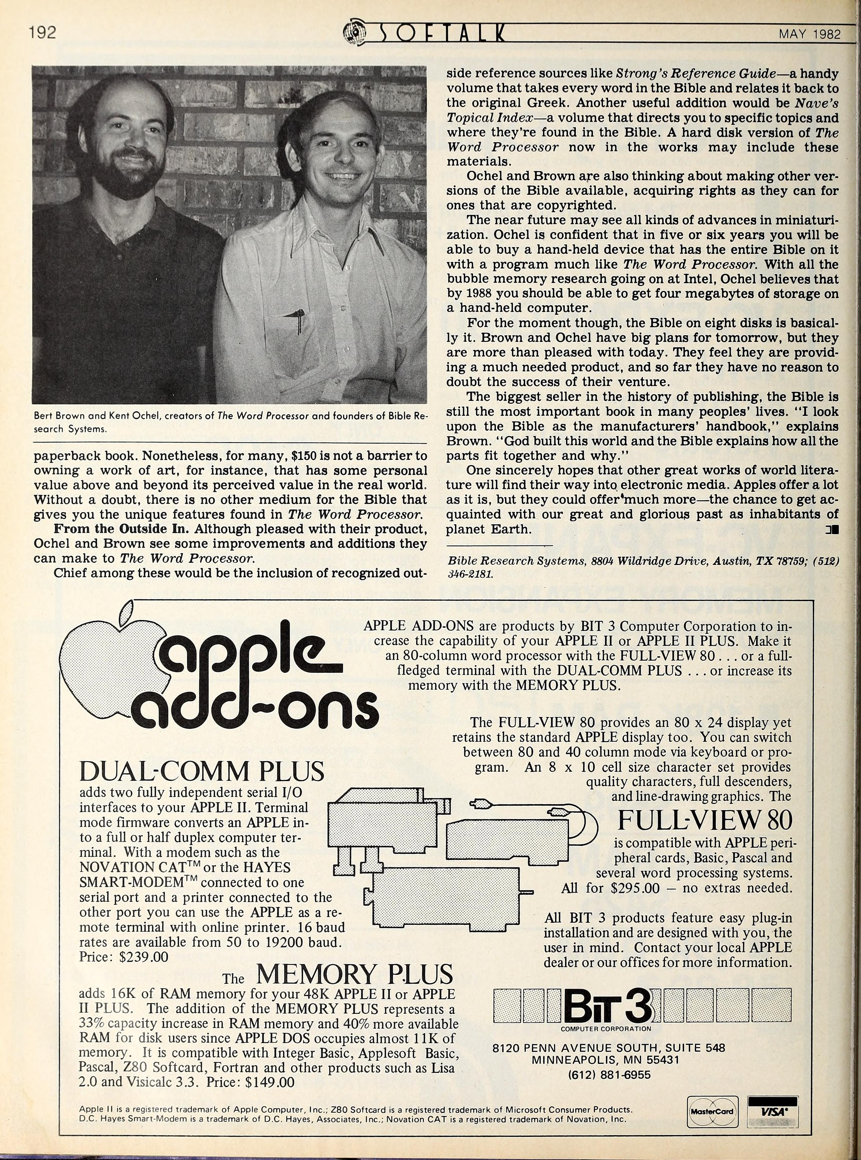 192
SOFTALK
MAY 1982
Bert Brown and Kent Ochel, creators of The Word Processor and founders of Bible Re-
search Systems.
paperback book. Nonetheless, for many, $150 is not a barrier to
owning a work of art, for instance, that has some personal
value above and beyond its perceived value in the real world.
Without a doubt, there is no other medium for the Bible that
gives you the unique features found in The Word Processor.
From the Outside In. Although pleased with their product,
Ochel and Brown see some improvements and additions they
can make to The Word Processor.
Chief among these would be the inclusion of recognized out-
side reference sources like Strong's Reference Guide—a handy
volume that takes every word in the Bible and relates it back to
the original Greek. Another useful addition would be Nave's
Topical Index—a volume that directs you to specific topics and
where they're found in the Bible. A hard disk version of The
Word Processor now in the works may include these
materials.
Ochel and Brown are also thinking about making other ver-
sions of the Bible available, acquiring rights as they can for
ones that are copyrighted.
The near future may see all kinds of advances in miniaturi-
zation. Ochel is confident that in five or six years you will be
able to buy a hand-held device that has the entire Bible on it
with a program much like The Word Processor. With all the
bubble memory research going on at Intel, Ochel believes that
by 1988 you should be able to get four megabytes of storage on
a hand-held computer.
For the moment though, the Bible on eight disks is basical-
ly it. Brown and Ochel have big plans for tomorrow, but they
are more than pleased with today. They feel they are provid-
ing a much needed product, and so far they have no reason to
doubt the success of their venture.
The biggest seller in the history of publishing, the Bible is
still the most important book in many peoples' lives. "I look
upon the Bible as the manufacturers' handbook," explains
Brown. "God built this world and the Bible explains how all the
parts fit together and why."
One sincerely hopes that other great works of world litera-
ture will find their way into electronic media. Apples offer a lot
as it is, but they could offer much more—the chance to get ac-
quainted with our great and glorious past as inhabitants of
planet Earth.
Bible Research Systems, 8804 Wildridge Drive, Austin, TX 78759; (512)
346-2181.
apple
add-ons
APPLE ADD-ONS are products by BIT 3 Computer Corporation to in-
crease the capability of your APPLE II or APPLE II PLUS. Make it
an 80-column word processor with the FULL-VIEW 80 . . . or a full-
fledged terminal with the DUAL-COMM PLUS . . . or increase its
memory with the MEMORY PLUS.
The FULL-VIEW 80 provides an 80 x 24 display yet
retains the standard APPLE display too. You can switch
between 80 and 40 column mode via keyboard or pro-
gram. An 8 x 10 cell size character set provides
quality characters, full descenders,
and line-drawing graphics. The
FULL-VIEW 80
is compatible with APPLE peri-
pheral cards, Basic, Pascal and
several word processing systems.
All for $295.00 – no extras needed.
DUAL-COMM PLUS
adds two fully independent serial I/O
interfaces to your APPLE II. Terminal
mode firmware converts an APPLE in-
to a full or half duplex computer ter-
minal. With a modem such as the
NOVATION CAT™ or the HAYES
SMART-MODEM™ connected to one
serial port and a printer connected to the
other port you can use the APPLE as a re-
mote terminal with online printer. 16 baud
rates are available from 50 to 19200 baud.
Price: $239.00
The MEMORY PLUS
adds 16K of RAM memory for your 48K APPLE II or APPLE
II PLUS. The addition of the MEMORY PLUS represents a
33% capacity increase in RAM memory and 40% more available
RAM for disk users since APPLE DOS occupies almost 11K of
memory. It is compatible with Integer Basic, Applesoft Basic,
Pascal, Z80 Softcard, Fortran and other products such as Lisa
2.0 and Visicalc 3.3. Price: $149.00
All BIT 3 products feature easy plug-in
installation and are designed with you, the
user in mind. Contact your local APPLE
dealer or our offices for more information.
BIT 3
COMPUTER CORPORATION
8120 PENN AVENUE SOUTH, SUITE 548
MINNEAPOLIS, MN 55431
(612) 881-6955
Apple II is a registered trademark of Apple Computer, Inc.; Z80 Softcard is a registered trademark of Microsoft Consumer Products.
D.C. Hayes Smart-Modem is a trademark of D.C. Hayes, Associates, Inc.; Novation CAT is a registered trademark of Novation, Inc.
MasterCard
VISA